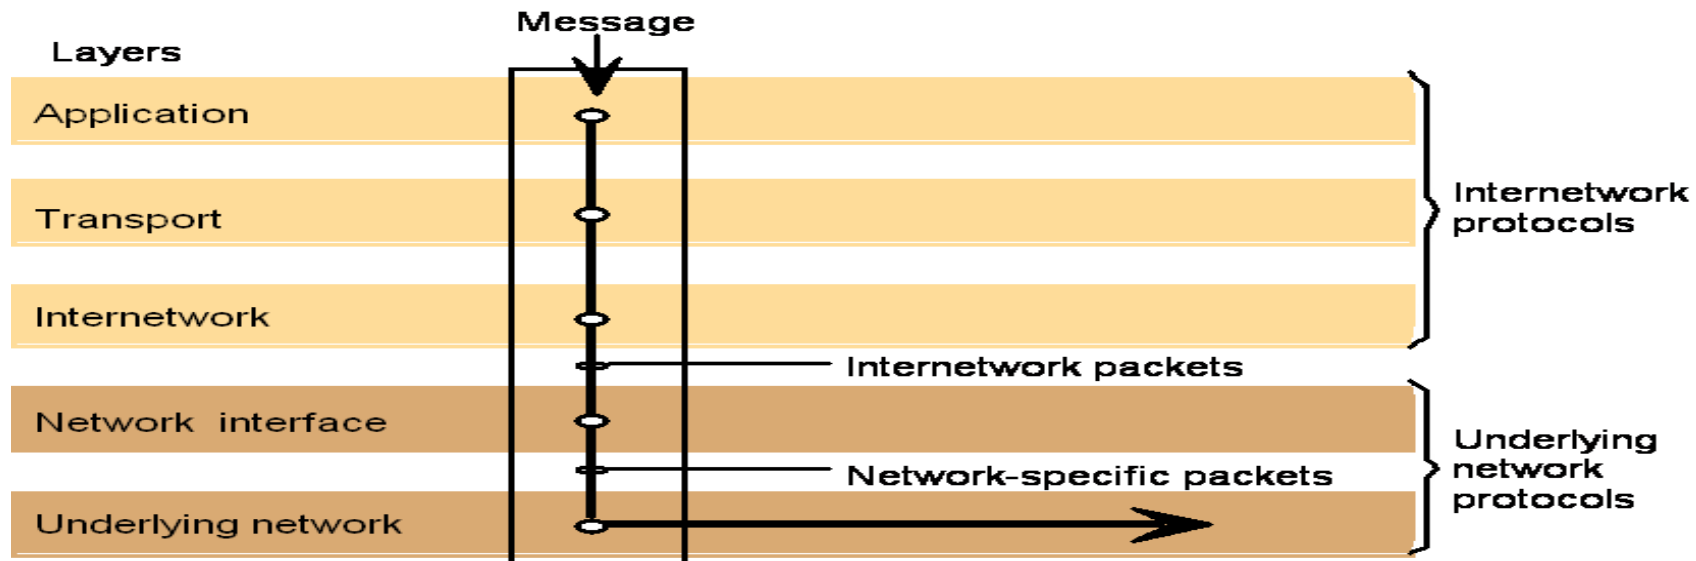 Message
Layers
Application
Transport
Internetwork
protocols
Internetwork
Internetwork packets
Network interface
Underlying
network
protocols
Network-specific packets
Underlying network